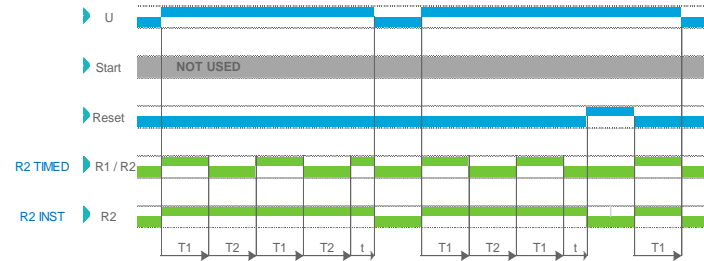 U
Start NOT USED
Reset
R2 TIMED R1 / R2
R2 INST R2
T1 T2 T1 T2 t T1 T2 T1 t T1